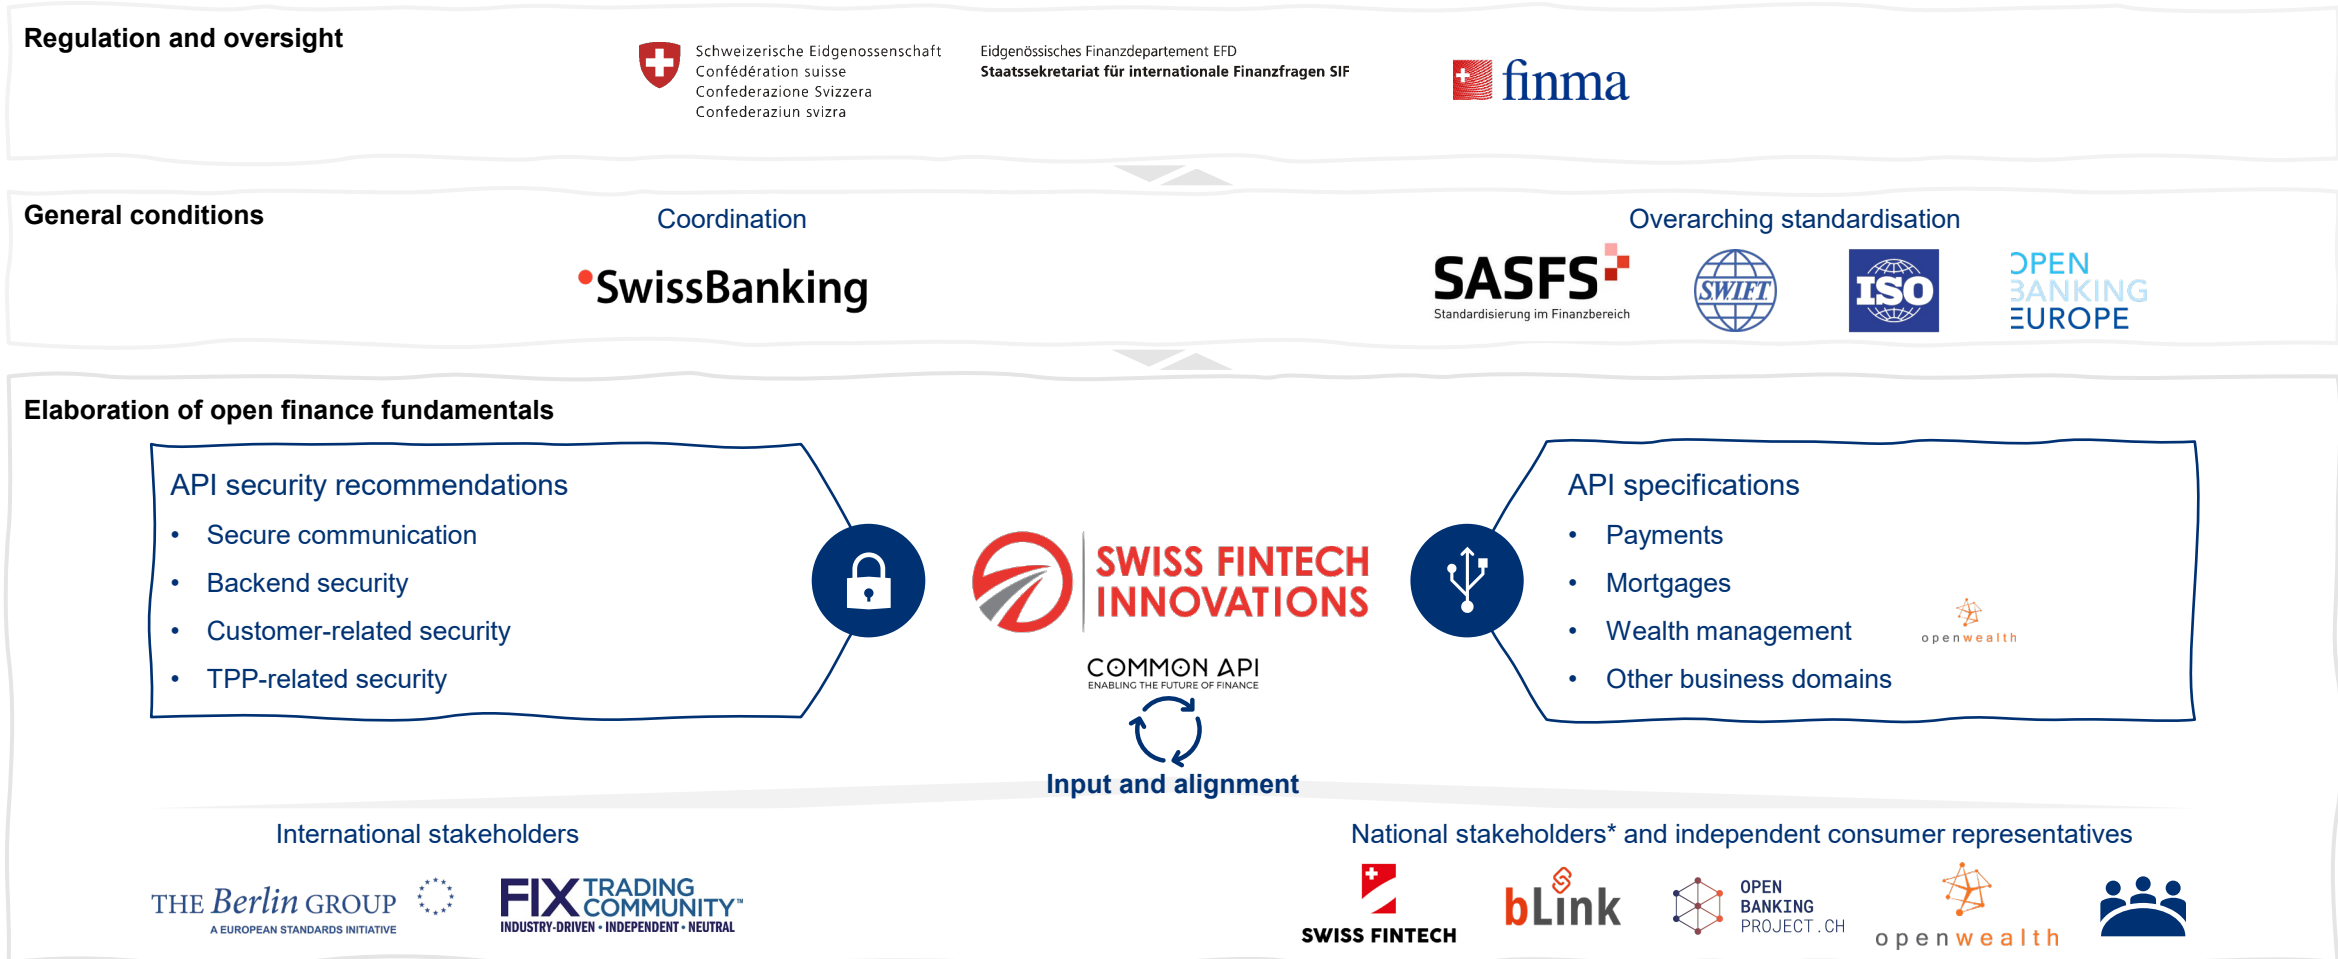 Regulation and oversight
Schweizerische Eidgenossenschaft
Confédération suisse
Confederazione Svizzera
Confederaziun svizra
Eidgenössisches Finanzdepartement EFD
Staatssekretariat für internationale Finanzfragen SIF
finma
General conditions
Coordination
SwissBanking
Overarching standardisation
SASFS
Standardisierung im Finanzbereich
SWIFT
ISO
OPEN
BANKING
EUROPE
Elaboration of open finance fundamentals
API security recommendations
• Secure communication
• Backend security
• Customer-related security
• TPP-related security
SWISS FINTECH
INNOVATIONS
COMMON API
ENABLING THE FUTURE OF FINANCE
API specifications
• Payments
• Mortgages
• Wealth management
openwealth
• Other business domains
Input and alignment
International stakeholders
THE Berlin GROUP
A EUROPEAN STANDARDS INITIATIVE
FIX TRADING
COMMUNITY™
INDUSTRY-DRIVEN • INDEPENDENT • NEUTRAL
National stakeholders* and independent consumer representatives
SWISS FINTECH
bLink
OPEN
BANKING
PROJECT.CH
openwealth